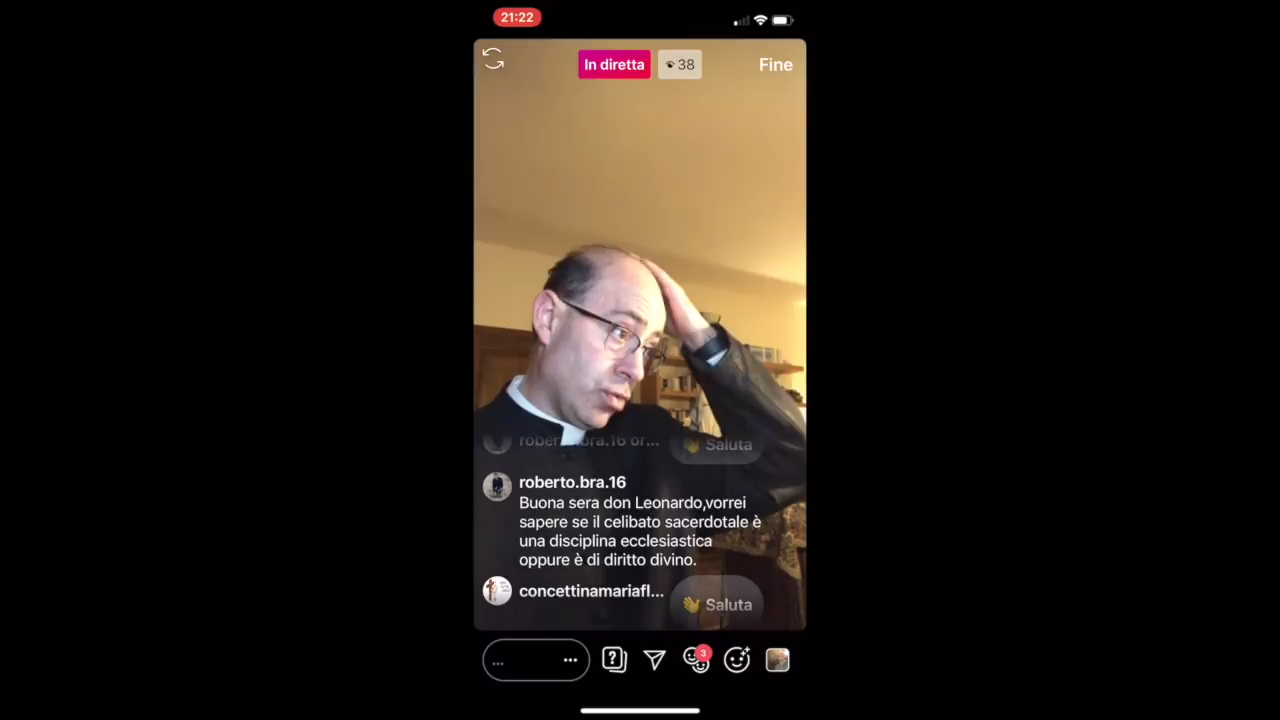 21:22
In diretta
38
Fine
Saluta
roberto.bra.16
Buona sera don Leonardo,vorrei
sapere se il celibato sacerdotale è
una disciplina ecclesiastica
oppure è di diritto divino.
concettinamariafl...
Saluta
...
3